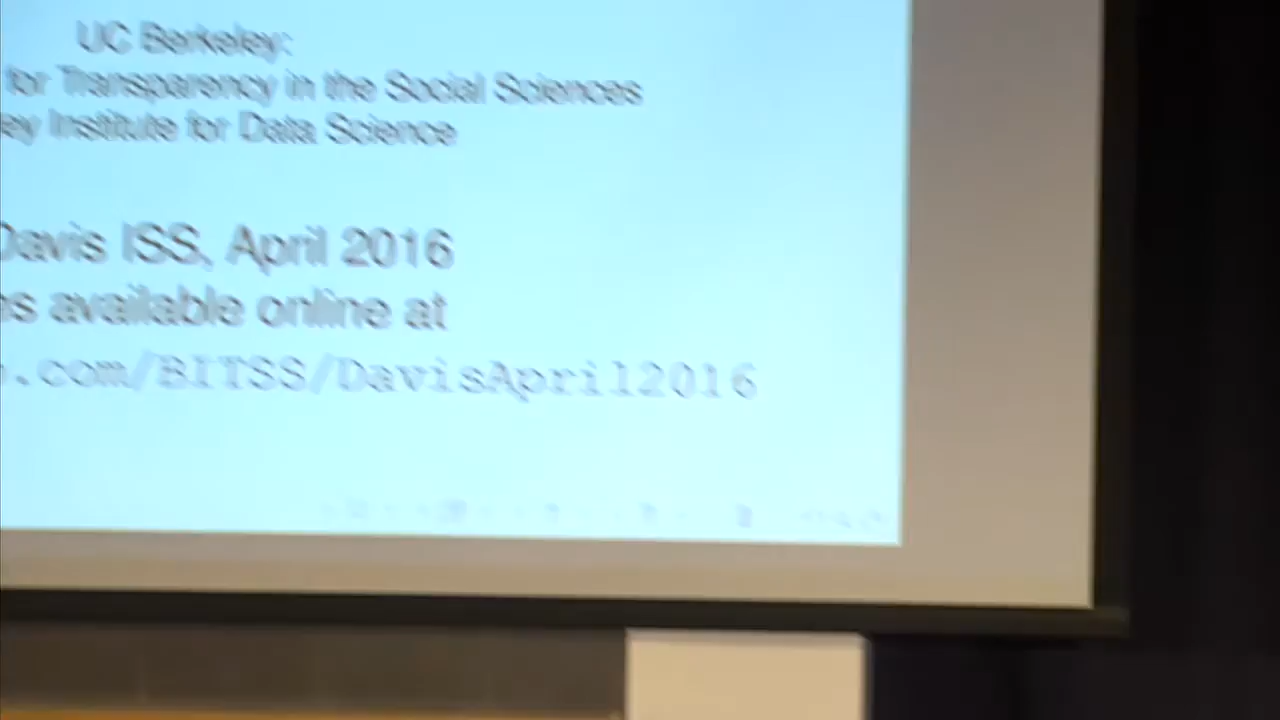 UC Berkeley:
for Transparency in the Social Sciences
ey Institute for Data Science
Davis ISS, April 2016
s available online at
.com/BITSS/DavisApril2016